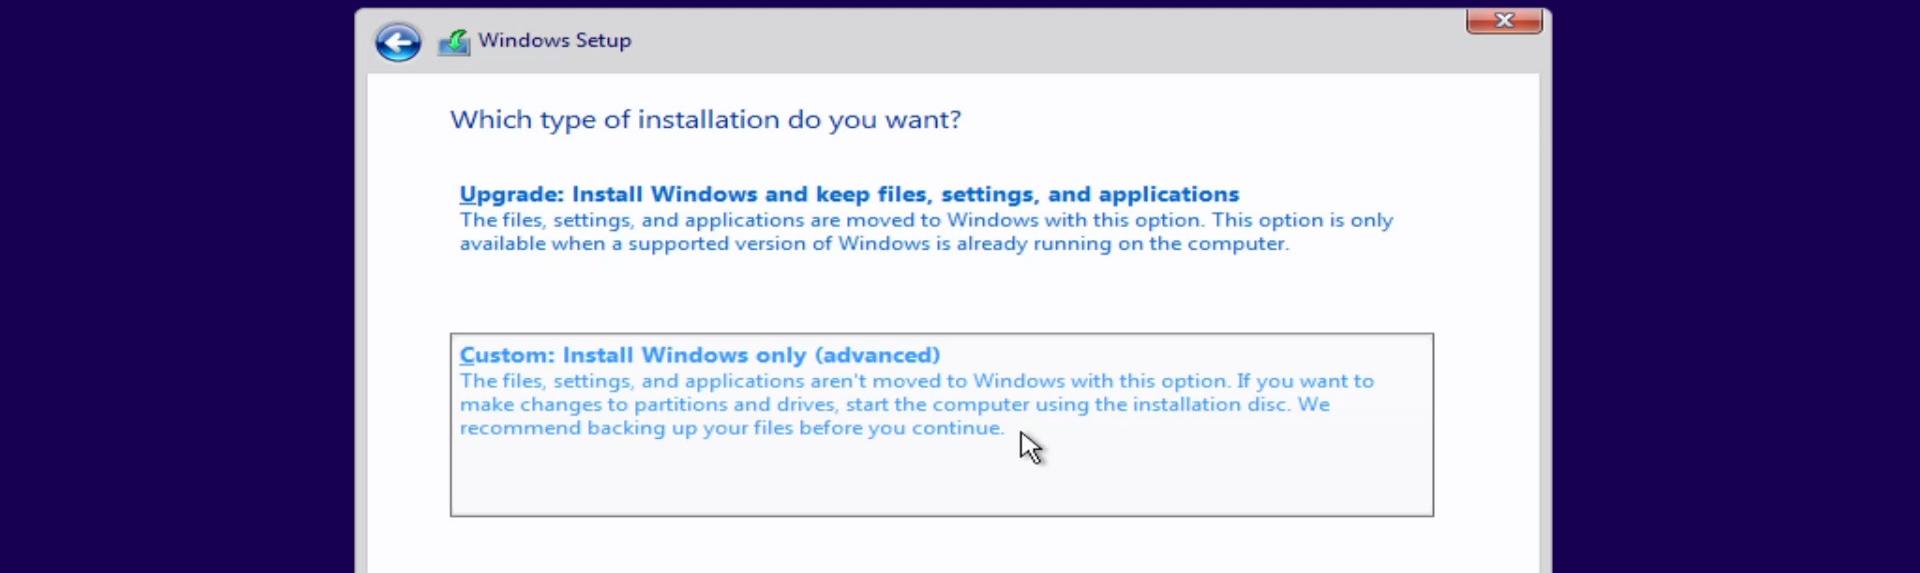 Windows Setup
Which type of installation do you want?
Upgrade: Install Windows and keep files, settings, and applications
The files, settings, and applications are moved to Windows with this option. This option is only
available when a supported version of Windows is already running on the computer.
Custom: Install Windows only (advanced)
The files, settings, and applications aren't moved to Windows with this option. If you want to
make changes to partitions and drives, start the computer using the installation disc. We
recommend backing up your files before you continue.